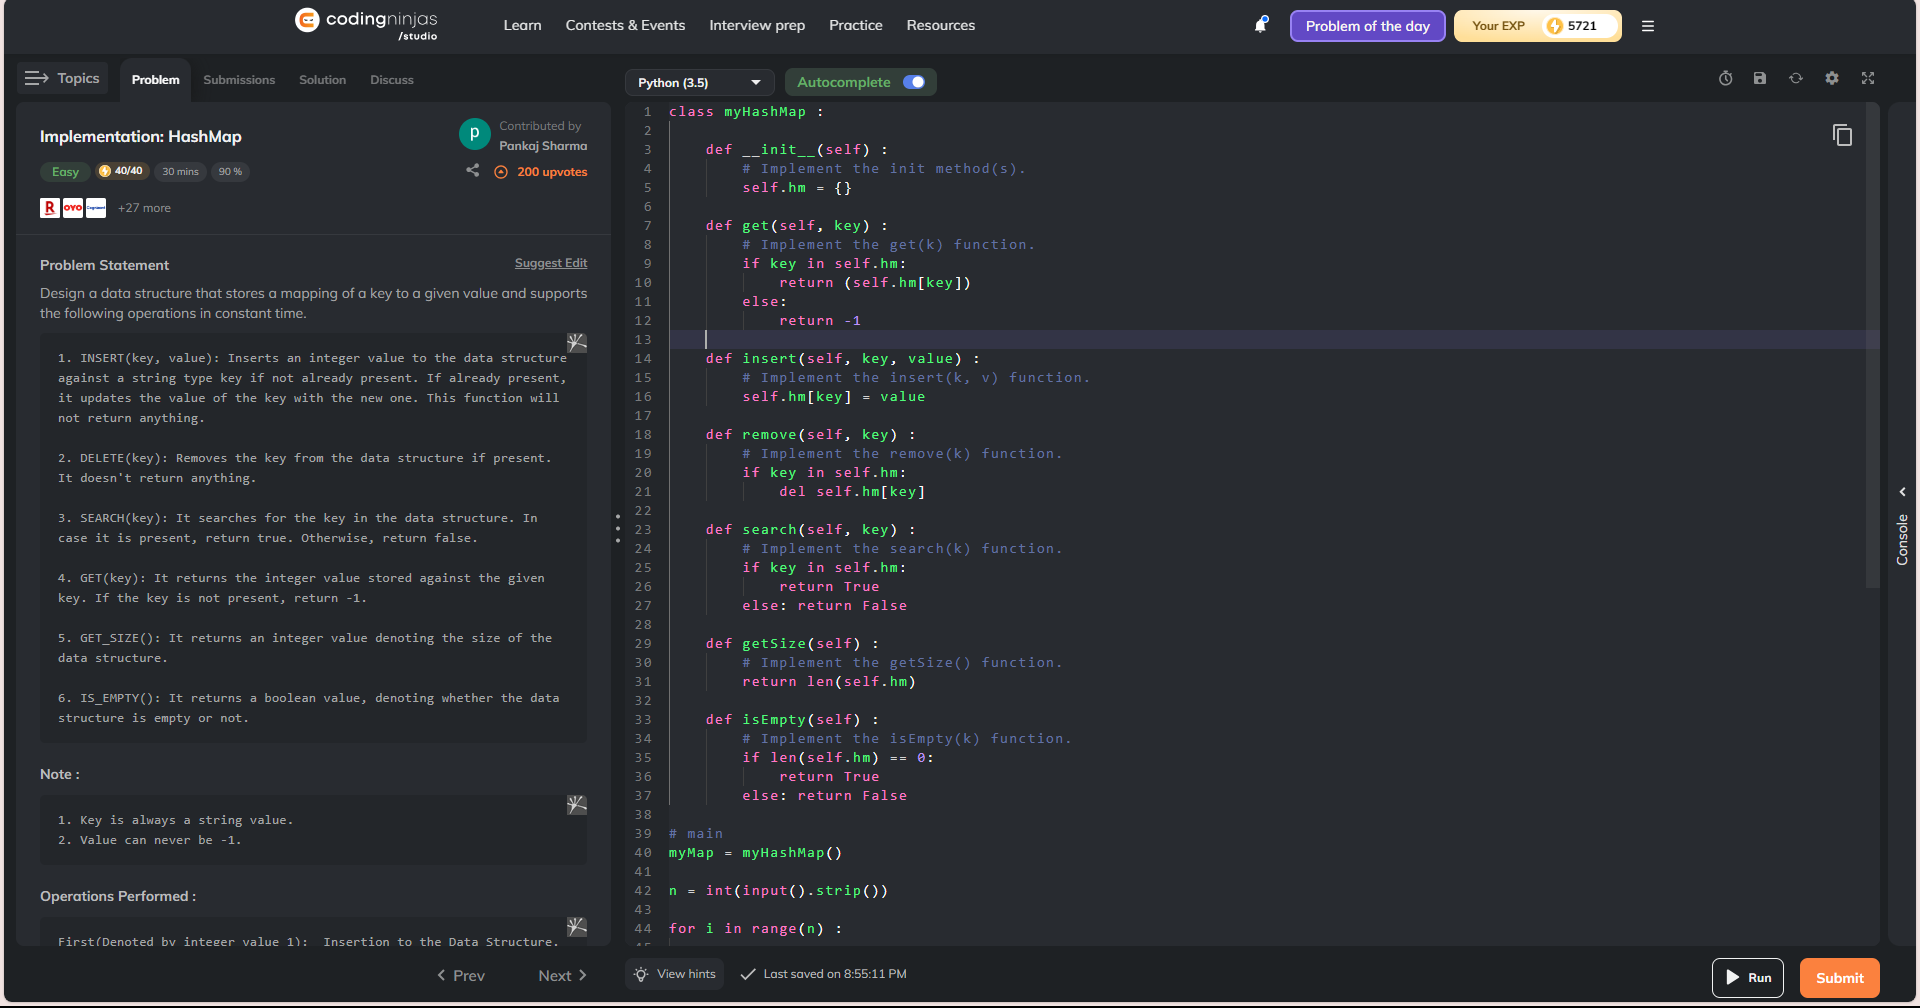 codingninjas
/studio
Learn
Contests & Events
Interview prep
Practice
Resources
Problem of the day
Your EXP
5721
Topics
Problem
Submissions
Solution
Discuss
Implementation: HashMap
p
Contributed by
Pankaj Sharma
Easy
40/40
30 mins
90 %
200 upvotes
R
OYO
Cognizant
+27 more
Problem Statement
Suggest Edit
Design a data structure that stores a mapping of a key to a given value and supports
the following operations in constant time.
1. INSERT(key, value): Inserts an integer value to the data structure
against a string type key if not already present. If already present,
it updates the value of the key with the new one. This function will
not return anything.
2. DELETE(key): Removes the key from the data structure if present.
It doesn't return anything.
3. SEARCH(key): It searches for the key in the data structure. In
case it is present, return true. Otherwise, return false.
4. GET(key): It returns the integer value stored against the given
key. If the key is not present, return -1.
5. GET_SIZE(): It returns an integer value denoting the size of the
data structure.
6. IS_EMPTY(): It returns a boolean value, denoting whether the data
structure is empty or not.
Note :
1. Key is always a string value.
2. Value can never be -1.
Operations Performed :
First(Denoted by integer value 1):  Insertion to the Data Structure.
Prev
Next
Python (3.5)
Autocomplete
1 class myHashMap :
2
3     def __init__(self) :
4         # Implement the init method(s).
5         self.hm = {}
6
7     def get(self, key) :
8         # Implement the get(k) function.
9         if key in self.hm:
10             return (self.hm[key])
11         else:
12             return -1
13
14     def insert(self, key, value) :
15         # Implement the insert(k, v) function.
16         self.hm[key] = value
17
18     def remove(self, key) :
19         # Implement the remove(k) function.
20         if key in self.hm:
21             del self.hm[key]
22
23     def search(self, key) :
24         # Implement the search(k) function.
25         if key in self.hm:
26             return True
27         else: return False
28
29     def getSize(self) :
30         # Implement the getSize() function.
31         return len(self.hm)
32
33     def isEmpty(self) :
34         # Implement the isEmpty(k) function.
35         if len(self.hm) == 0:
36             return True
37         else: return False
38
39 # main
40 myMap = myHashMap()
41
42 n = int(input().strip())
43
44 for i in range(n) :
Console
View hints
Last saved on 8:55:11 PM
Run
Submit